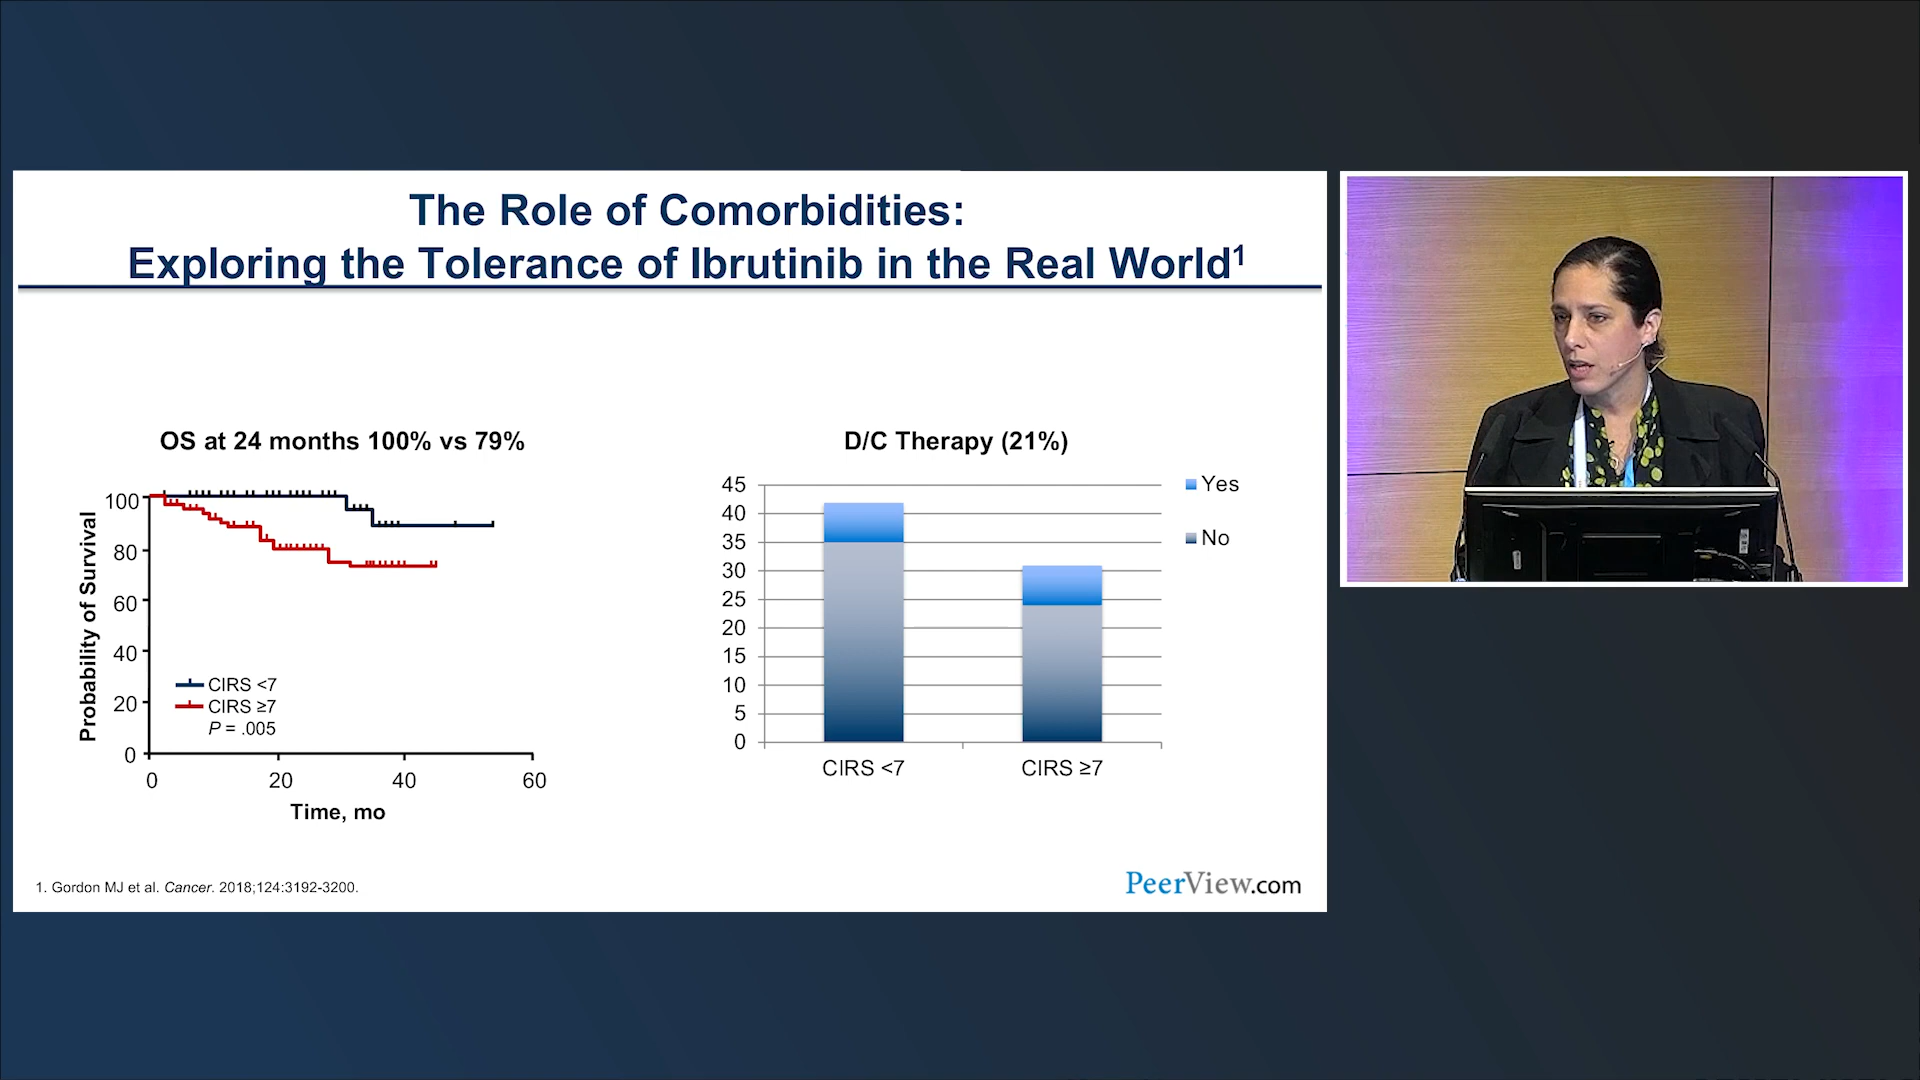 The Role of Comorbidities:
Exploring the Tolerance of Ibrutinib in the Real World1
OS at 24 months 100% vs 79%
Probability of Survival
100
80
60
40
20
0
CIRS <7
CIRS ≥7
P = .005
0 20 40 60
Time, mo
D/C Therapy (21%)
45
40
35
30
25
20
15
10
5
0
CIRS <7 CIRS ≥7
Yes
No
1. Gordon MJ et al. Cancer. 2018;124:3192-3200.
PeerView.com